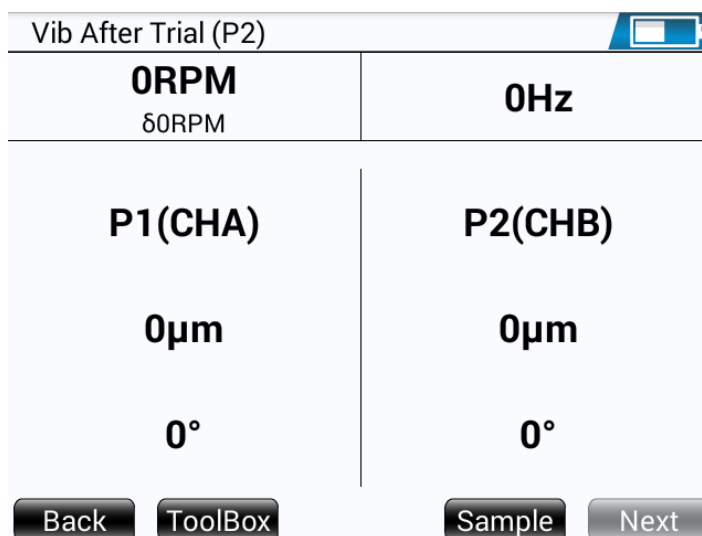 Vib After Trial (P2)
0RPM
δ0RPM
0Hz
P1(CHA)
P2(CHB)
0μm
0μm
0°
0°
Back ToolBox Sample Next